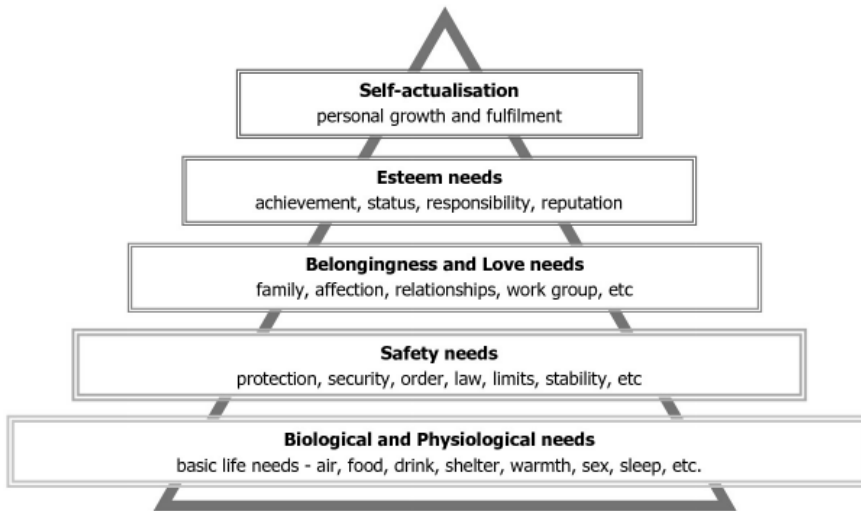 Self-actualisation
personal growth and fulfilment
Esteem needs
achievement, status, responsibility, reputation
Belongingness and Love needs
family, affection, relationships, work group, etc
Safety needs
protection, security, order, law, limits, stability, etc
Biological and Physiological needs
basic life needs - air, food, drink, shelter, warmth, sex, sleep, etc.